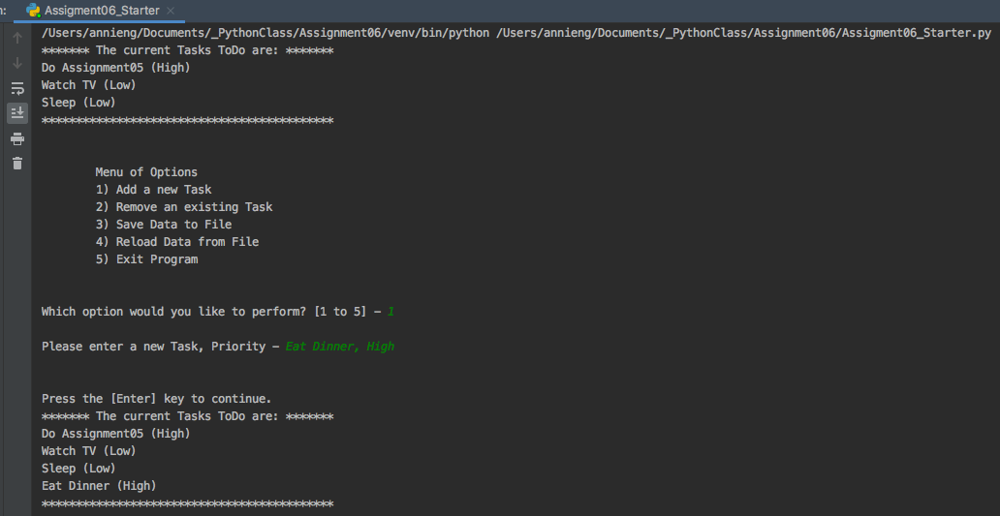 n: Assigment06_Starter
/Users/annieng/Documents/_PythonClass/Assignment06/venv/bin/python /Users/annieng/Documents/_PythonClass/Assignment06/Assigment06_Starter.py
******* The current Tasks ToDo are: *******
Do Assignment05 (High)
Watch TV (Low)
Sleep (Low)
*******************************************
Menu of Options
1) Add a new Task
2) Remove an existing Task
3) Save Data to File
4) Reload Data from File
5) Exit Program
Which option would you like to perform? [1 to 5] – 1
Please enter a new Task, Priority – Eat Dinner, High
Press the [Enter] key to continue.
******* The current Tasks ToDo are: *******
Do Assignment05 (High)
Watch TV (Low)
Sleep (Low)
Eat Dinner (High)
*******************************************